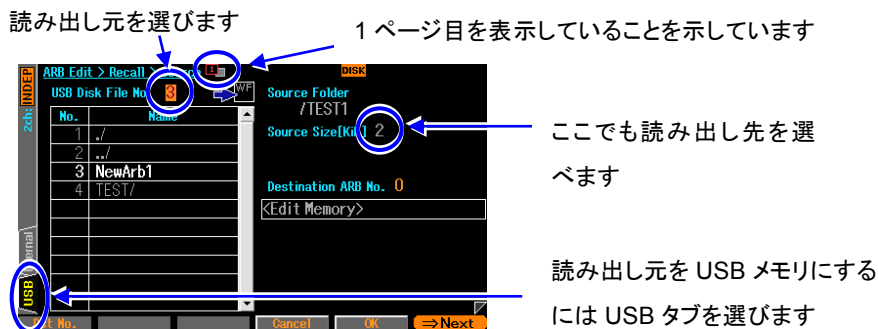 読み出し元を選びます
1 ページ目を表示していることを示しています
ARB Edit > Recall >
1
DISK
2ch: INDEP
USB Disk File No.
3
WF
Source Folder
/TEST1
No.
Name
Source Size[Ki
2
1 ./
2 ../
3 NewArb1
4 TEST/
ここでも読み出し先を選
べます
Destination ARB No. 0
<Edit Memory>
USB
読み出し元を USB メモリにする
には USB タブを選びます
No.
Cancel
OK
⇒Next